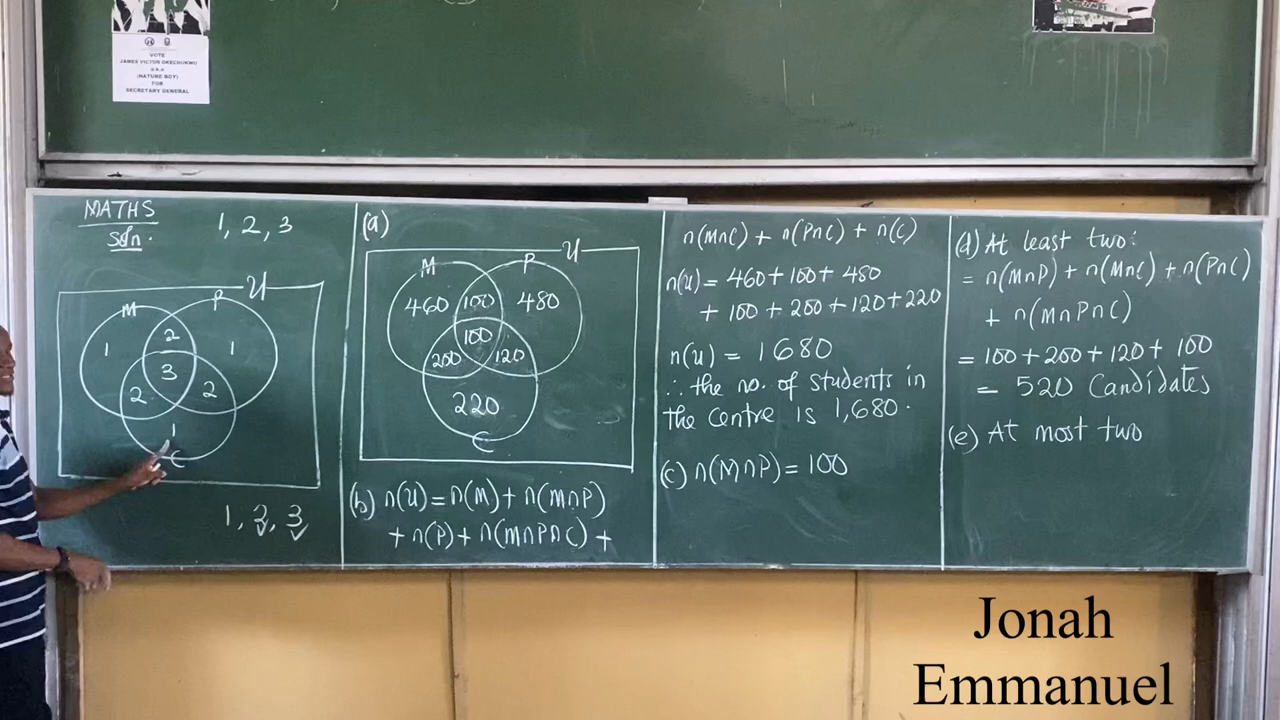 VOTE
JAMES VICTOR OKECHUKWU
a.k.a
(NATURE BOY)
FOR
SECRETARY GENERAL
MATHS
Soln.
1, 2, 3
U
M
P
1
2
1
3
2
2
1
C
1, 2, 3
(a)
U
M
P
460
100
480
100
200
120
220
C
(b) n(U) = n(M) + n(M∩P)
+ n(P) + n(M∩P∩C) +
n(M∩C) + n(P∩C) + n(C)
n(U) = 460 + 100 + 480
+ 100 + 200 + 120 + 220
n(U) = 1680
∴ the no. of students in
the Centre is 1,680.
(c) n(M∩P) = 100
(d) At least two:
= n(M∩P) + n(M∩C) + n(P∩C)
+ n(M∩P∩C)
= 100 + 200 + 120 + 100
= 520 Candidates
(e) At most two
Jonah
Emmanuel